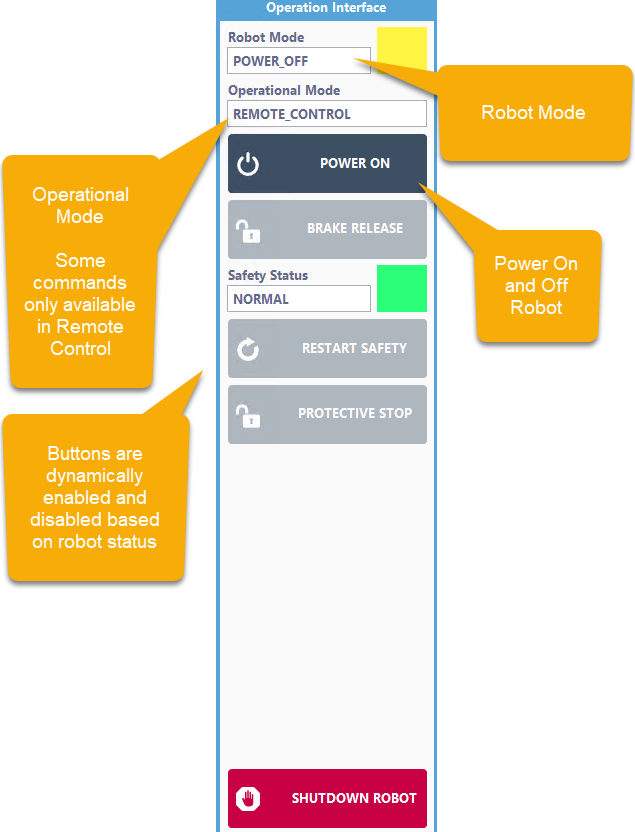 Operation Interface
Robot Mode
POWER_OFF
Robot Mode
Operational Mode
REMOTE_CONTROL
POWER ON
Operational
Mode
Some
commands
only available
in Remote
Control
BRAKE RELEASE
Power On
and Off
Robot
Safety Status
NORMAL
RESTART SAFETY
PROTECTIVE STOP
Buttons are
dynamically
enabled and
disabled based
on robot status
SHUTDOWN ROBOT